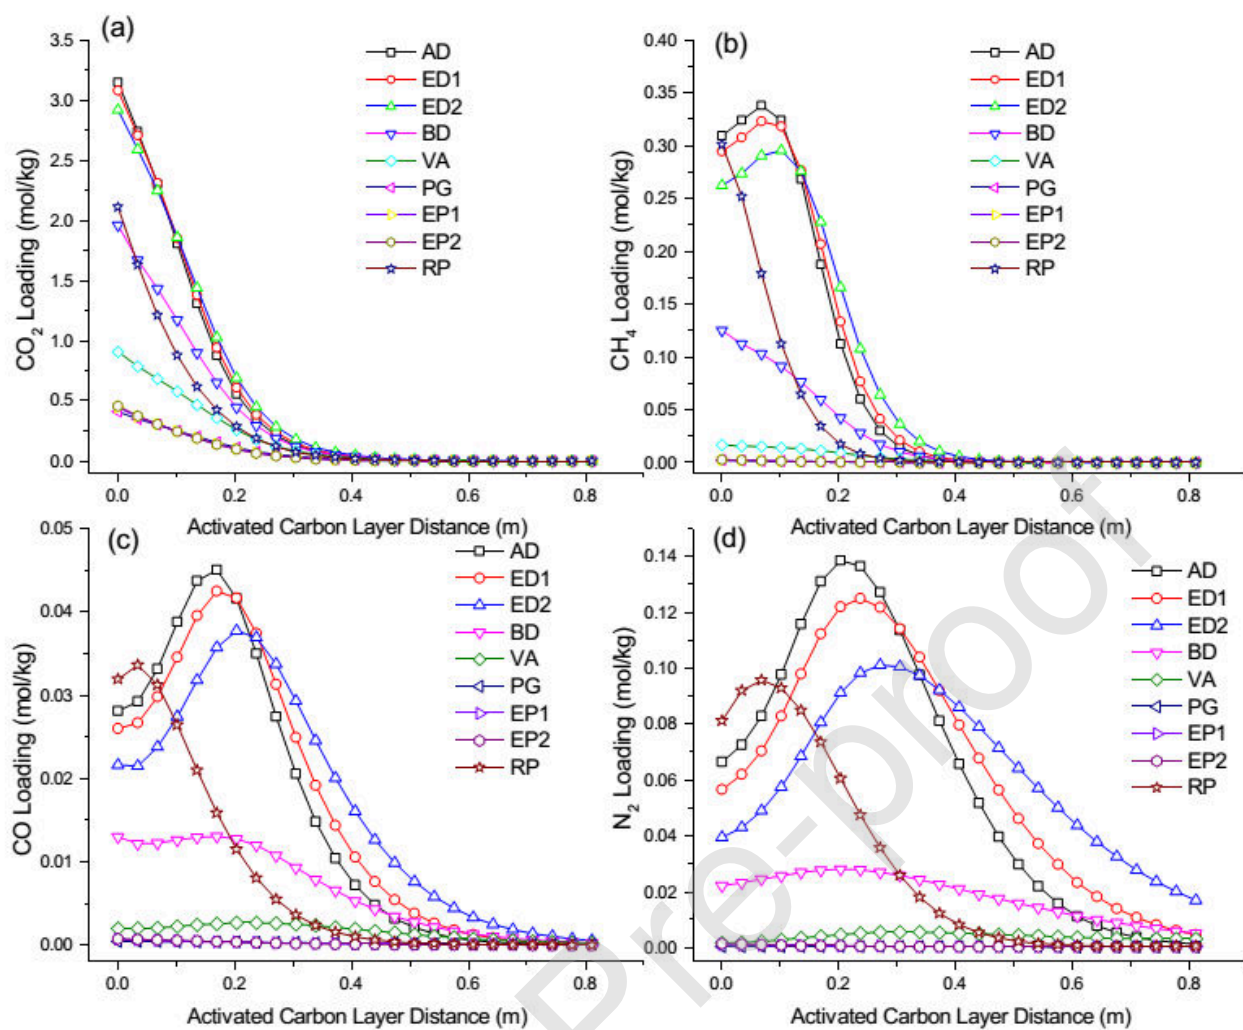 (a)
3.5
3.0
2.5
2.0
1.5
1.0
0.5
0.0
CO2 Loading (mol/kg)
AD
ED1
ED2
BD
VA
PG
EP1
EP2
RP
0.0 0.2 0.4 0.6 0.8
Activated Carbon Layer Distance (m)
(b)
0.40
0.35
0.30
0.25
0.20
0.15
0.10
0.05
0.00
CH4 Loading (mol/kg)
AD
ED1
ED2
BD
VA
PG
EP1
EP2
RP
0.0 0.2 0.4 0.6 0.8
Activated Carbon Layer Distance (m)
(c)
0.05
0.04
0.03
0.02
0.01
0.00
CO Loading (mol/kg)
AD
ED1
ED2
BD
VA
PG
EP1
EP2
RP
0.0 0.2 0.4 0.6 0.8
Activated Carbon Layer Distance (m)
(d)
0.14
0.12
0.10
0.08
0.06
0.04
0.02
0.00
N2 Loading (mol/kg)
AD
ED1
ED2
BD
VA
PG
EP1
EP2
RP
0.0 0.2 0.4 0.6 0.8
Activated Carbon Layer Distance (m)
Pre-proof